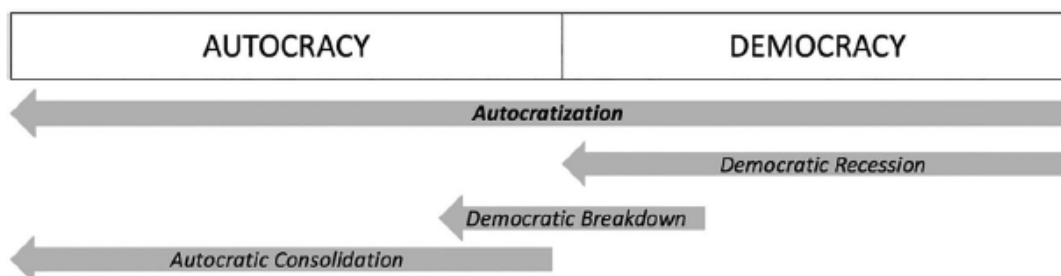 AUTOCRACY DEMOCRACY
Autocratization
Democratic Recession
Democratic Breakdown
Autocratic Consolidation